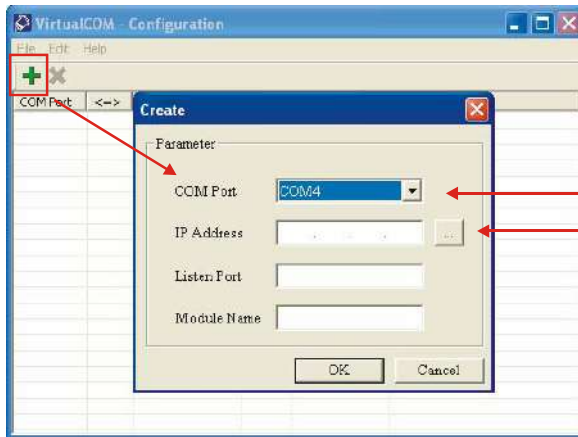 VirtualCOM - Configuration
File Edit Help
COM Port <-->
Create
Parameter
COM Port COM4
IP Address . . . ...
Listen Port
Module Name
OK Cancel